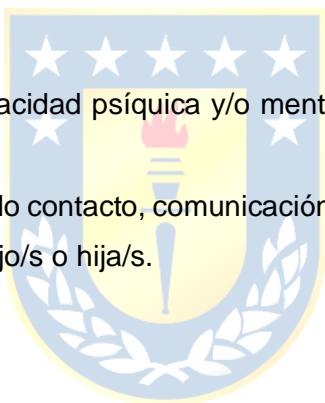 acidad psíquica y/o ment
lo contacto, comunicación
jo/s o hija/s.